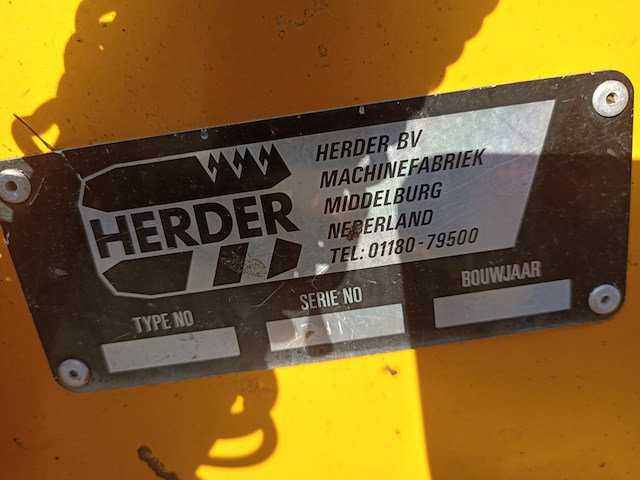 HERDER
HERDER BV
MACHINEFABRIEK
MIDDELBURG
NEDERLAND
TEL: 01180-79500
TYPE NO
SERIE NO
BOUWJAAR